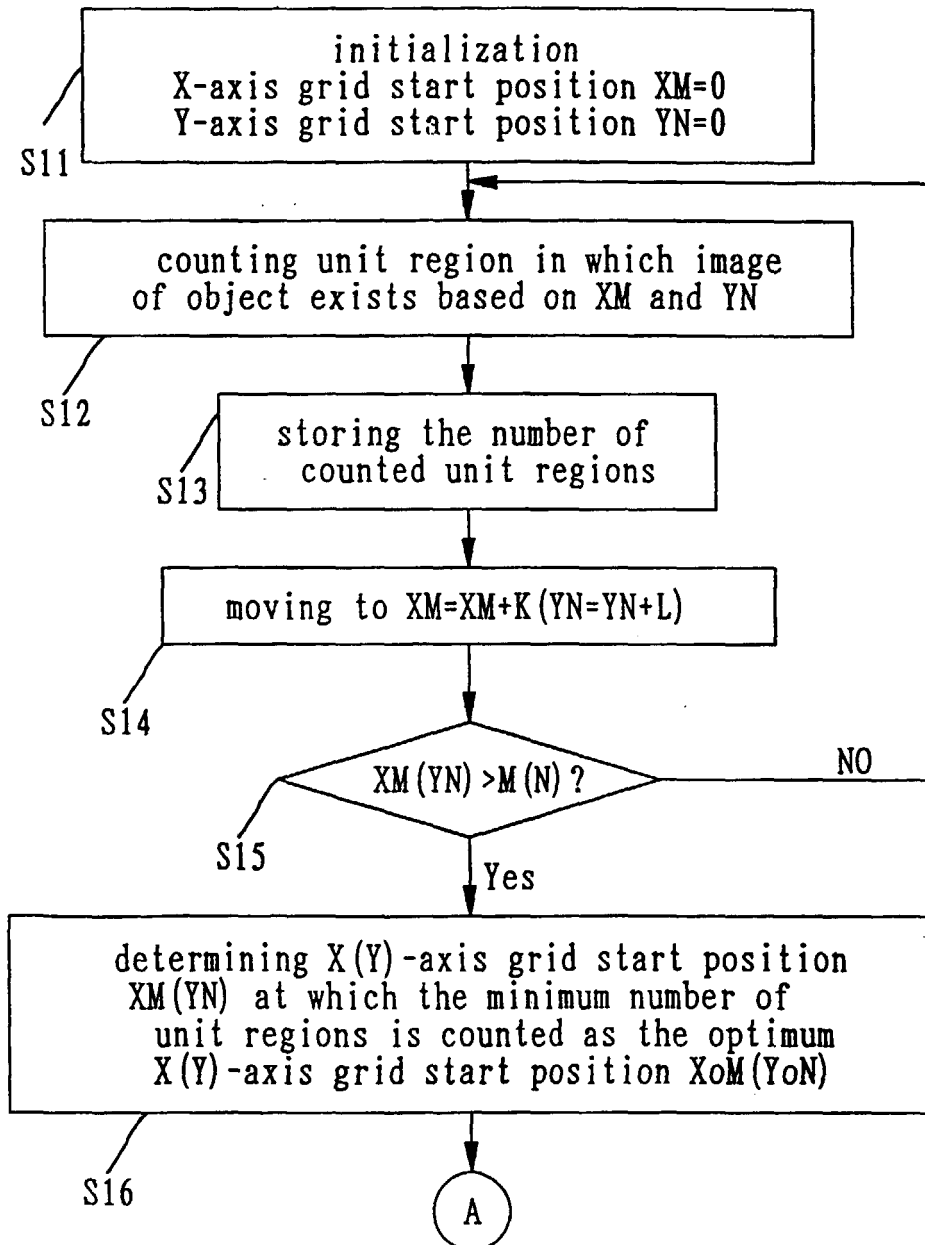 initialization
X-axis grid start position XM=0
Y-axis grid start position YN=0
S11
counting unit region in which image
of object exists based on XM and YN
S12
storing the number of
counted unit regions
S13
moving to XM=XM+K(YN=YN+L)
S14
XM(YN)>M(N)?
NO
S15
Yes
determining X(Y)-axis grid start position
XM(YN) at which the minimum number of
unit regions is counted as the optimum
X(Y)-axis grid start position XoM(YoN)
S16
A